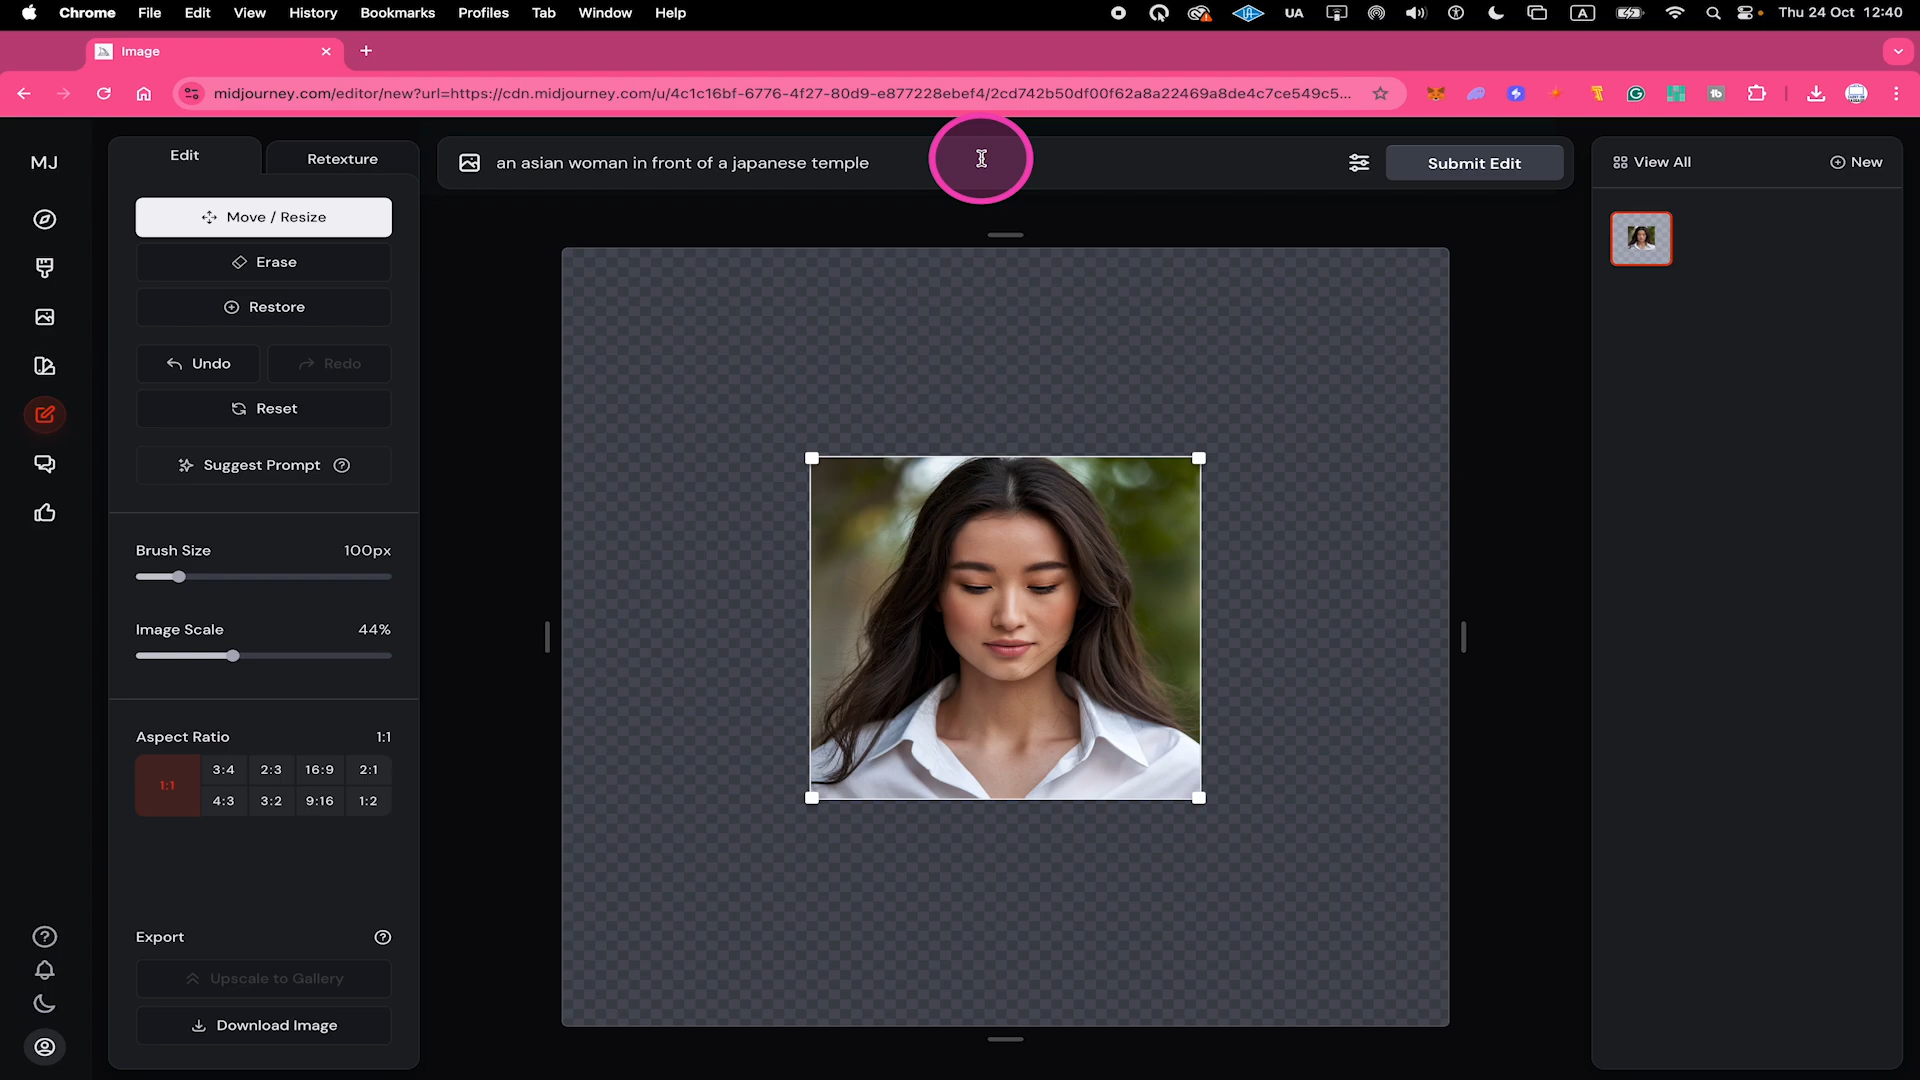 Chrome File Edit View History Bookmarks Profiles Tab Window Help UA A Thu 24 Oct 12:40
Image
midjourney.com/editor/new?url=https://cdn.midjourney.com/u/4c1c16bf-6776-4f27-80d9-e877228ebef4/2cd742b50df00f62a8a22469a8de4c7ce549c5...
MJ
Edit
Retexture
an asian woman in front of a japanese temple
Submit Edit
View All
New
Move / Resize
Erase
Restore
Undo
Redo
Reset
Suggest Prompt
Brush Size 100px
Image Scale 44%
Aspect Ratio 1:1
1:1
3:4 2:3 16:9 2:1
4:3 3:2 9:16 1:2
Export
Upscale to Gallery
Download Image